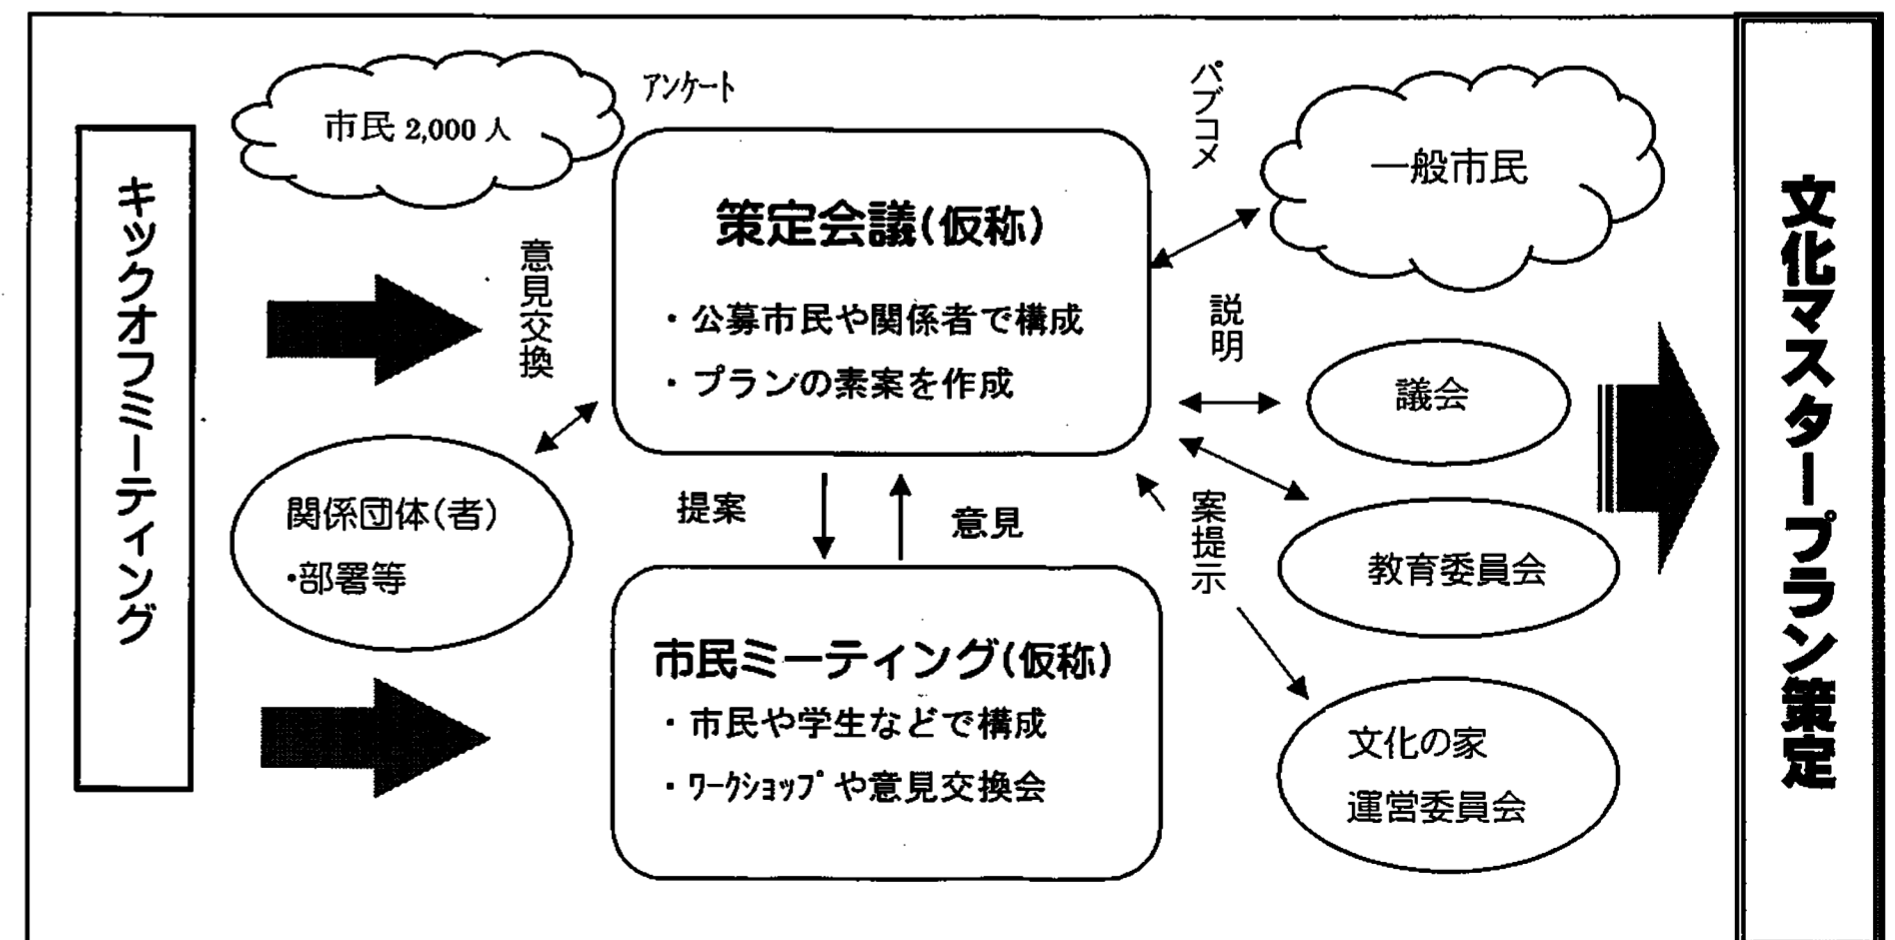 キックオフミーティング
市民 2,000 人
アンケート
意見交換
関係団体(者)
・部署等
策定会議(仮称)
・公募市民や関係者で構成
・プランの素案を作成
提案
意見
市民ミーティング(仮称)
・市民や学生などで構成
・ﾜｰｸｼｮｯﾌﾟや意見交換会
パブコメ
一般市民
説明
議会
案提示
教育委員会
文化の家
運営委員会
文化マスタープラン策定